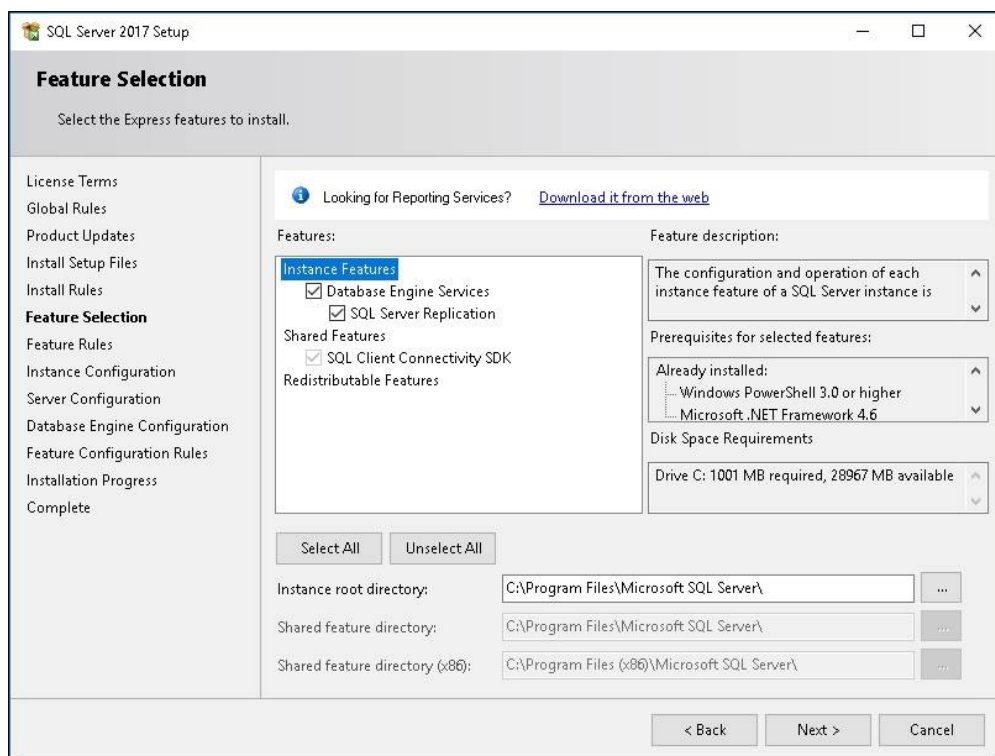 SQL Server 2017 Setup
Feature Selection
Select the Express features to install.
License Terms
Global Rules
Product Updates
Install Setup Files
Install Rules
Feature Selection
Feature Rules
Instance Configuration
Server Configuration
Database Engine Configuration
Feature Configuration Rules
Installation Progress
Complete
Looking for Reporting Services? Download it from the web
Features:
Instance Features
Database Engine Services
SQL Server Replication
Shared Features
SQL Client Connectivity SDK
Redistributable Features
Feature description:
The configuration and operation of each
instance feature of a SQL Server instance is
Prerequisites for selected features:
Already installed:
Windows PowerShell 3.0 or higher
Microsoft .NET Framework 4.6
Disk Space Requirements
Drive C: 1001 MB required, 28967 MB available
Select All Unselect All
Instance root directory: C:\Program Files\Microsoft SQL Server\ ...
Shared feature directory: C:\Program Files\Microsoft SQL Server\ ...
Shared feature directory (x86): C:\Program Files (x86)\Microsoft SQL Server\ ...
< Back Next > Cancel